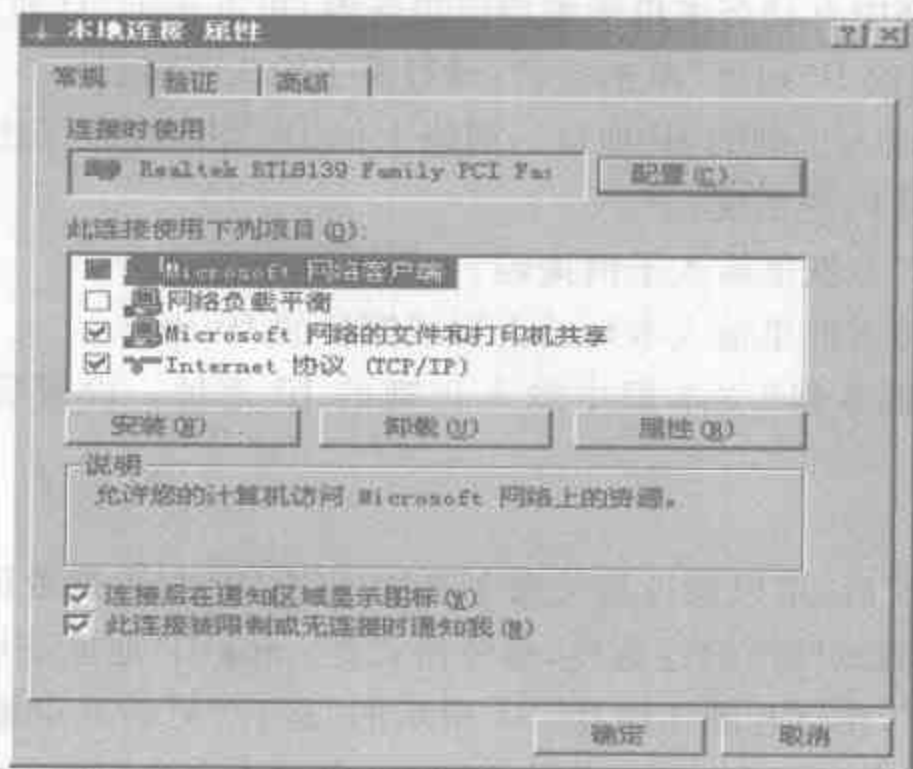 本地连接 属性
常规 验证 高级
连接时使用:
Realtek RTL8139 Family PCI Fas
配置(C)...
此连接使用下列项目(O):
Microsoft 网络客户端
网络负载平衡
Microsoft 网络的文件和打印机共享
Internet 协议 (TCP/IP)
安装(N)... 卸载(U) 属性(R)
说明
允许您的计算机访问 Microsoft 网络上的资源。
连接后在通知区域显示图标(W)
此连接被限制或无连接时通知我(M)
确定 取消